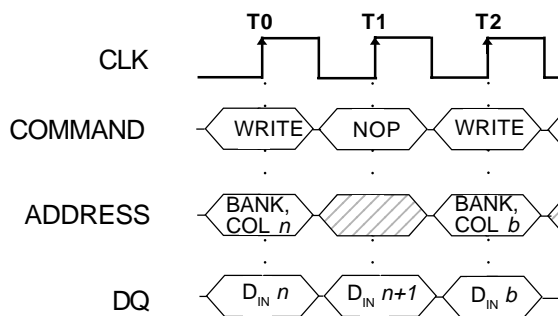 T0 T1 T2
CLK
COMMAND WRITE NOP WRITE
ADDRESS BANK, COL n BANK, COL b
DQ DIN n DIN n+1 DIN b